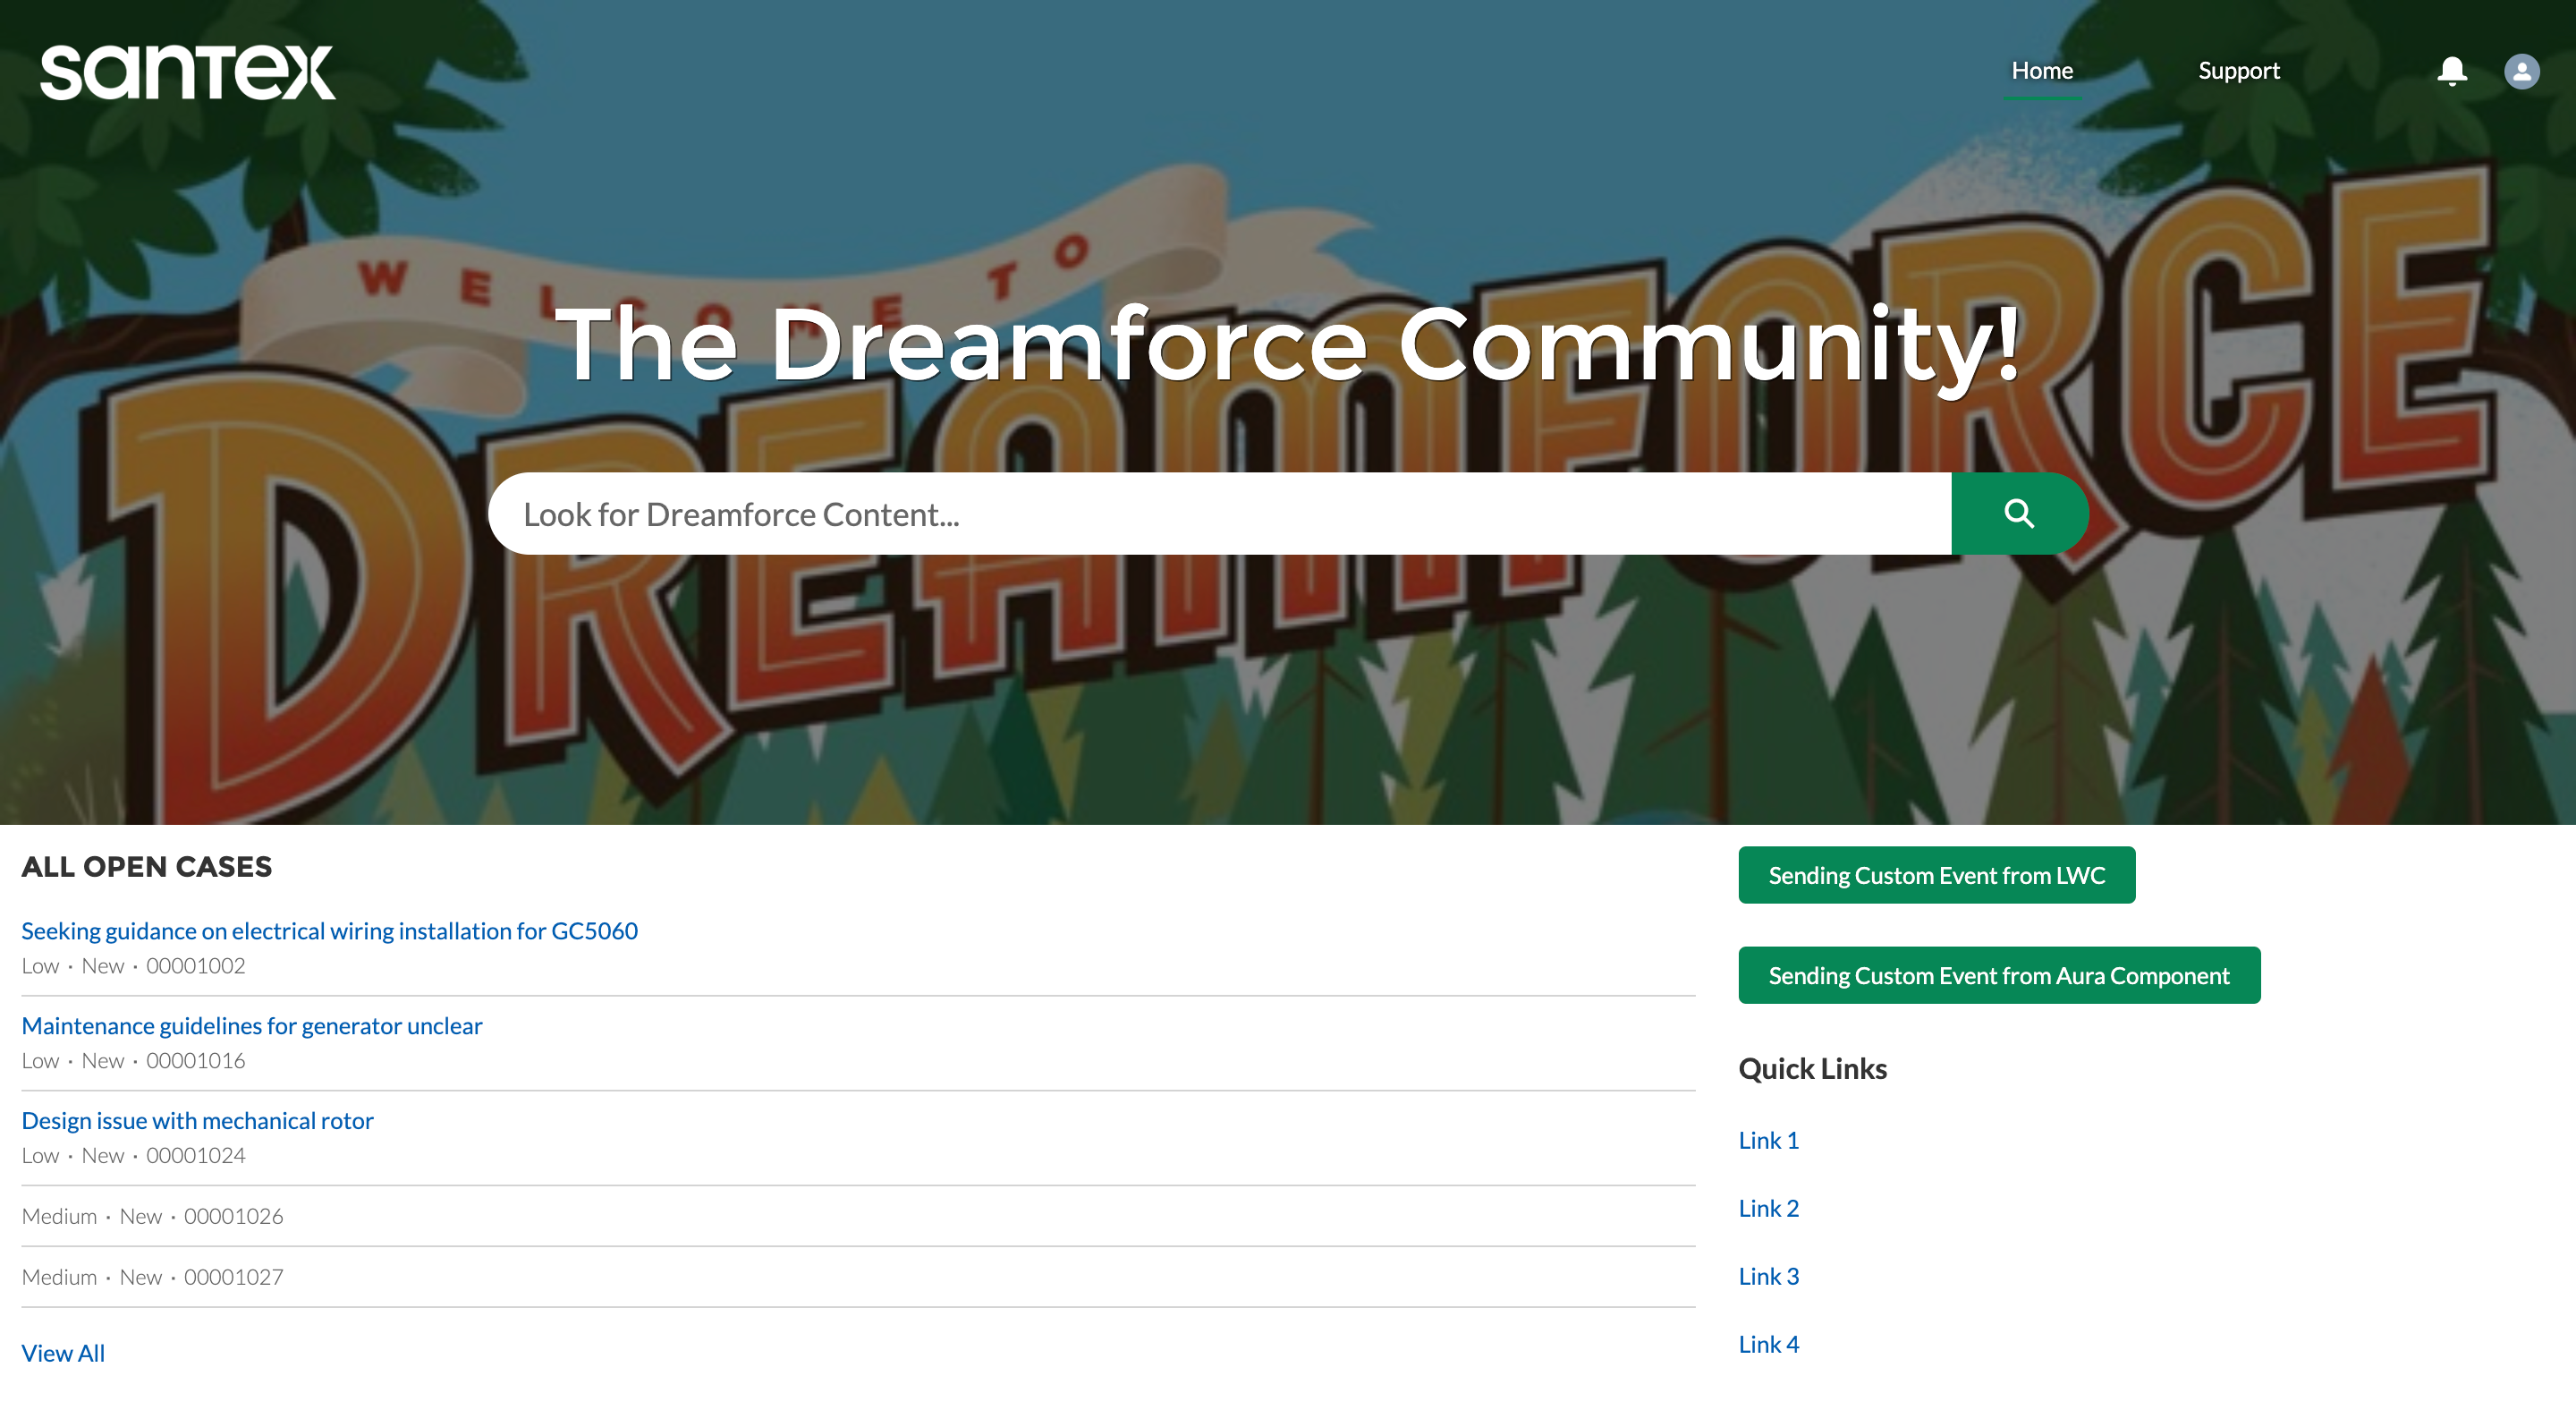 santex
Home
Support
WELCOME TO
The Dreamforce Community!
DREAMFORCE
Look for Dreamforce Content...
ALL OPEN CASES
Seeking guidance on electrical wiring installation for GC5060
Low · New · 00001002
Maintenance guidelines for generator unclear
Low · New · 00001016
Design issue with mechanical rotor
Low · New · 00001024
Medium · New · 00001026
Medium · New · 00001027
View All
Sending Custom Event from LWC
Sending Custom Event from Aura Component
Quick Links
Link 1
Link 2
Link 3
Link 4